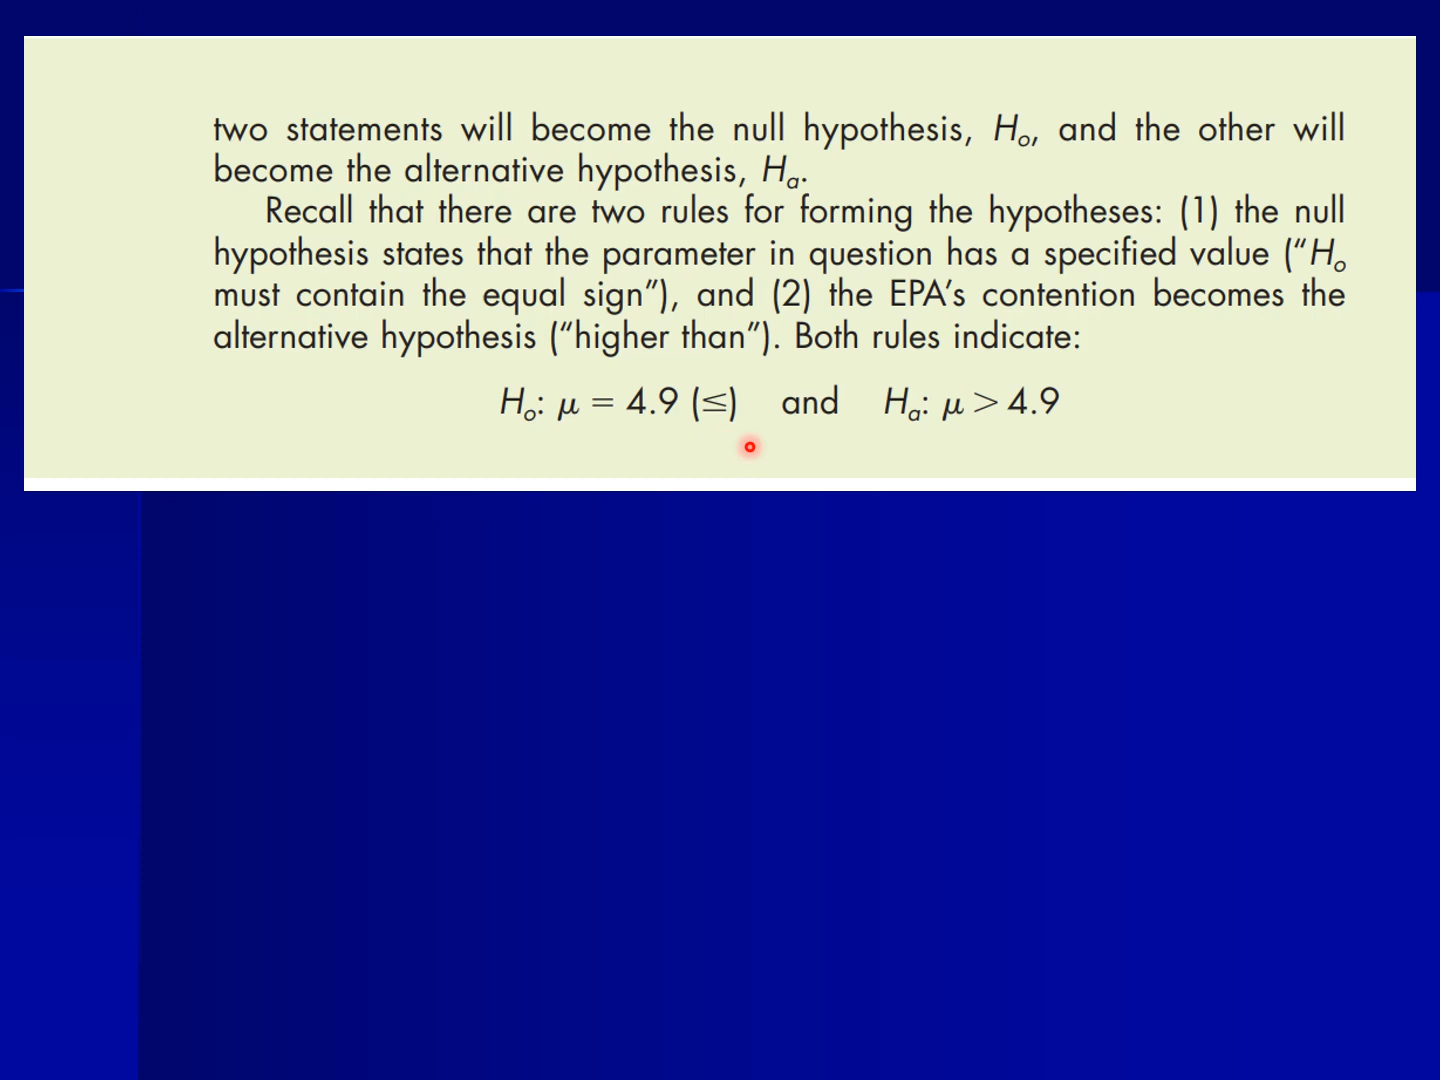 two statements will become the null hypothesis, Ho, and the other will
become the alternative hypothesis, Ha.
Recall that there are two rules for forming the hypotheses: (1) the null
hypothesis states that the parameter in question has a specified value (“Ho
must contain the equal sign”), and (2) the EPA’s contention becomes the
alternative hypothesis (“higher than”). Both rules indicate:
Ho: μ = 4.9 (≤) and Ha: μ > 4.9